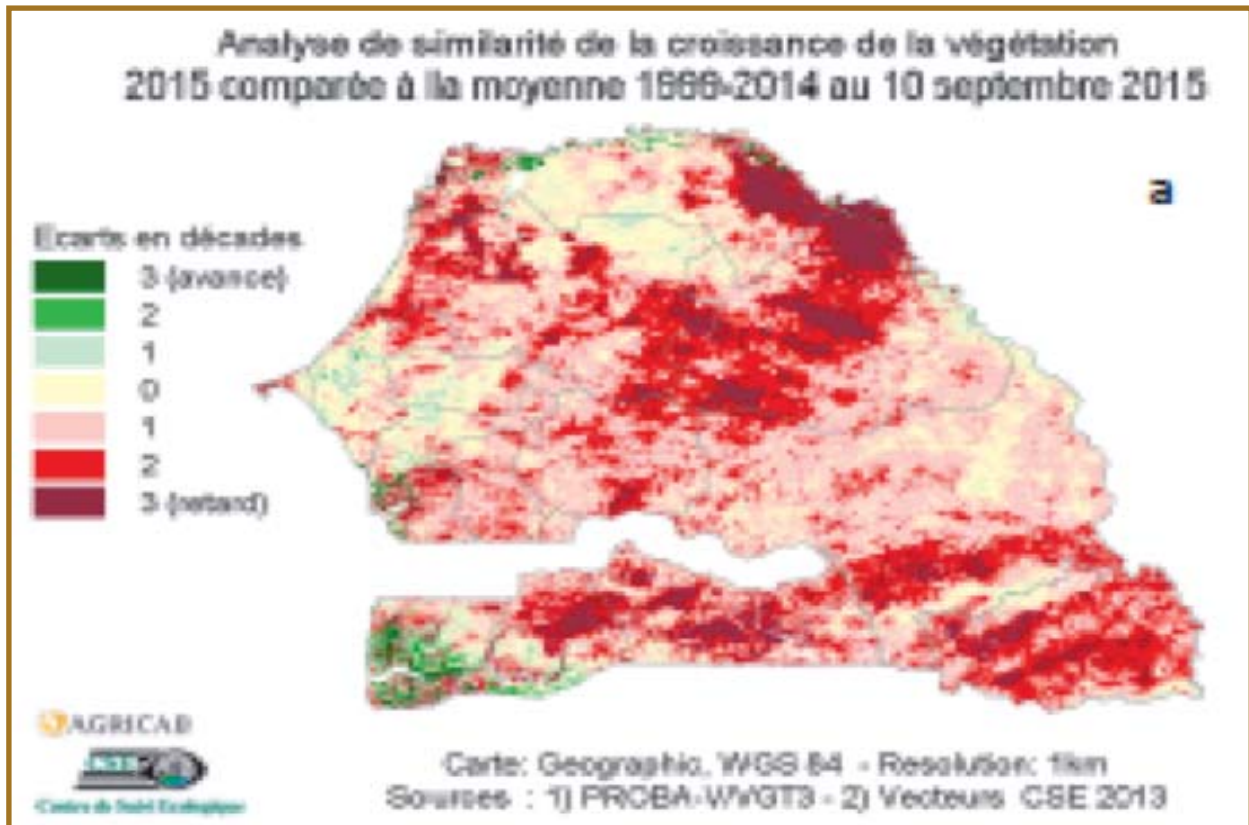 Analyse de similarité de la croissance de la végétation
2015 comparée à lla moyenne 1999-2014 au 10 septembre 2015
a
Ecarts en décades
3 (avance)
2
1
0
1
2
3 (retard)
AGRICAB
CSE
Centre de Suivi Ecologique
Carte: Geographic, WGS 84 - Resolution: 1km
Sources : 1) PROBA-V/VGT3 - 2) Vecteurs CSE 2013